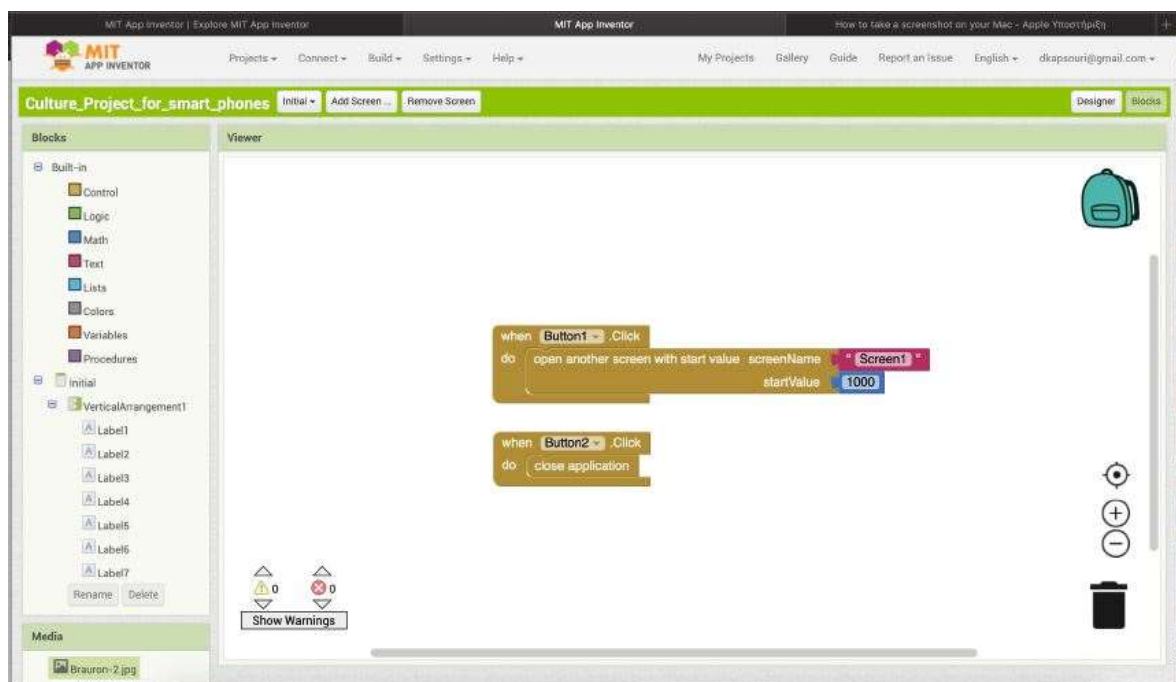 MIT App Inventor | Explore MIT App Inventor
MIT App Inventor
How to take a screenshot on your Mac - Apple Υποστήριξη
MIT
APP INVENTOR
Projects
Connect
Build
Settings
Help
My Projects
Gallery
Guide
Report an Issue
English
dkapsouri@gmail.com
Culture_Project_for_smart_phones
Initial
Add Screen ...
Remove Screen
Designer
Blocks
Blocks
Viewer
Built-in
Control
Logic
Math
Text
Lists
Colors
Variables
Procedures
Initial
VerticalArrangement1
Label1
Label2
Label3
Label4
Label5
Label6
Label7
Rename Delete
Media
Brauron-2.jpg
when Button1 .Click
do open another screen with start value screenName " Screen1 "
startValue 1000
when Button2 .Click
do close application
0 0
Show Warnings